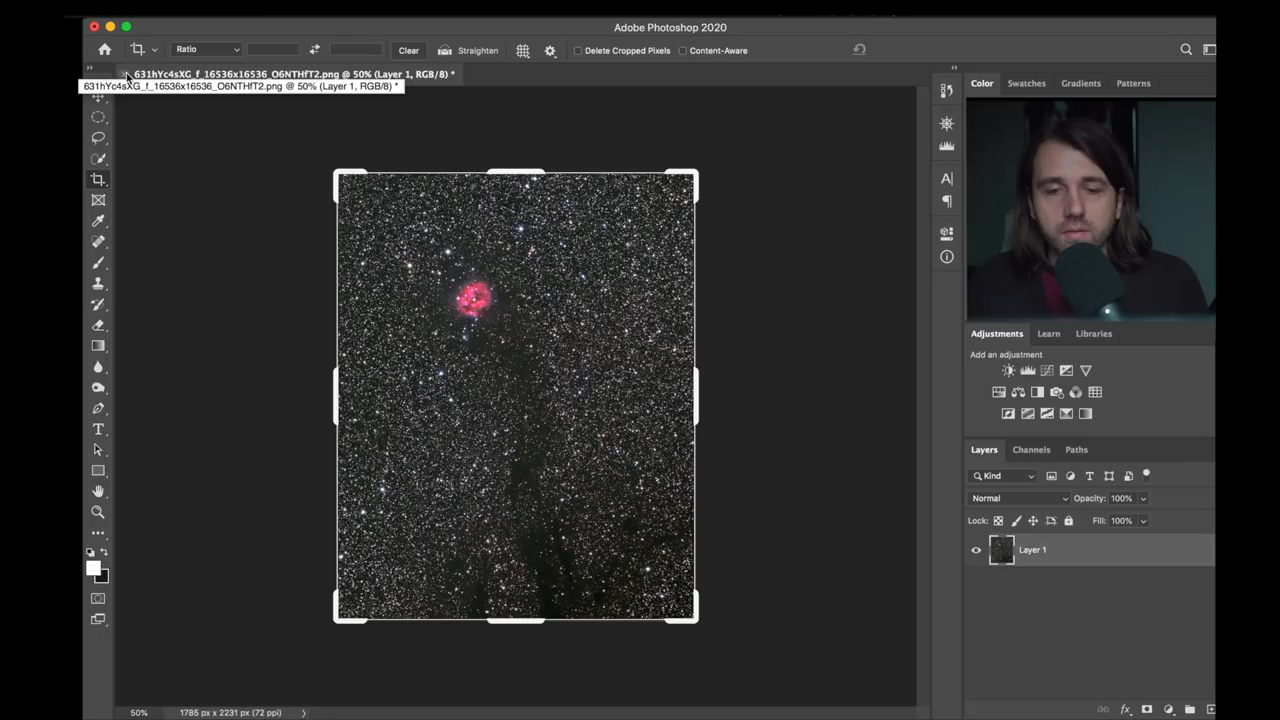 Adobe Photoshop 2020
Ratio
Clear
Straighten
Delete Cropped Pixels
Content-Aware
631hYc4sXG_f_16536x16536_O6NTHfT2.png @ 50% (Layer 1, RGB/8) *
631hYc4sXG_f_16536x16536_O6NTHfT2.png @ 50% (Layer 1, RGB/8) *
Color
Swatches
Gradients
Patterns
Adjustments
Learn
Libraries
Add an adjustment
Layers
Channels
Paths
Kind
Normal
Opacity: 100%
Lock:
Fill: 100%
Layer 1
fx
50%
1785 px x 2231 px (72 ppi)